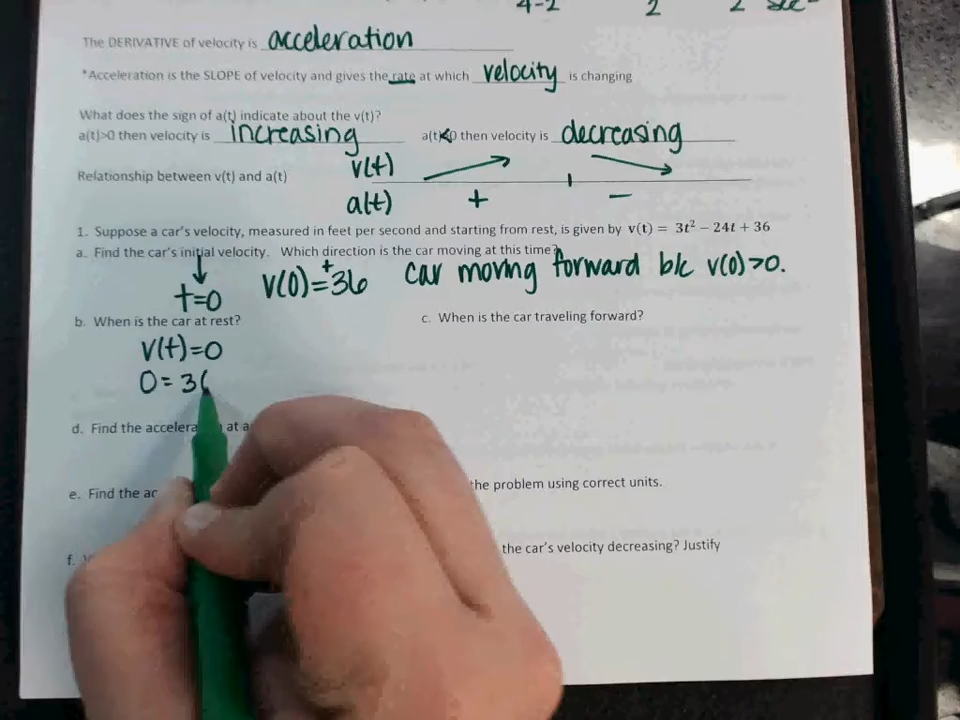 4-2 2 2 sec
The DERIVATIVE of velocity is acceleration
*Acceleration is the SLOPE of velocity and gives the rate at which velocity is changing
What does the sign of a(t) indicate about the v(t)?
a(t)>0 then velocity is increasing a(t)<0 then velocity is decreasing
v(t)
Relationship between v(t) and a(t)
a(t) + −
1. Suppose a car's velocity, measured in feet per second and starting from rest, is given by v(t) = 3t² − 24t + 36
a. Find the car's initial velocity. Which direction is the car moving at this time?
t=0 v(0)=+36 car moving forward b/c v(0)>0.
b. When is the car at rest? c. When is the car traveling forward?
v(t)=0
0=3(
d. Find the accelera at a
e. Find the ac the problem using correct units.
f. the car's velocity decreasing? Justify